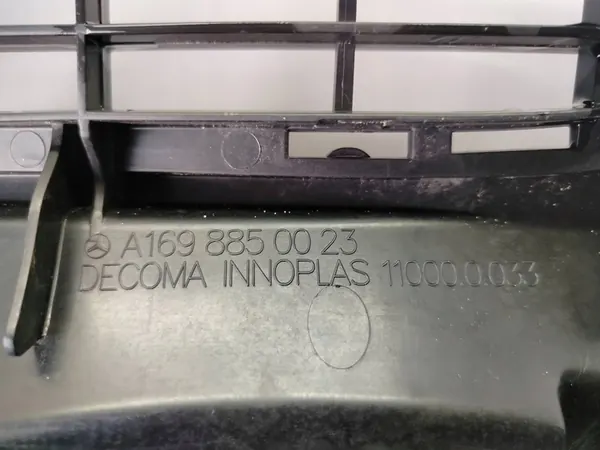 A169 885 00 23
DECOMA INNOPLAS 11000.0.033